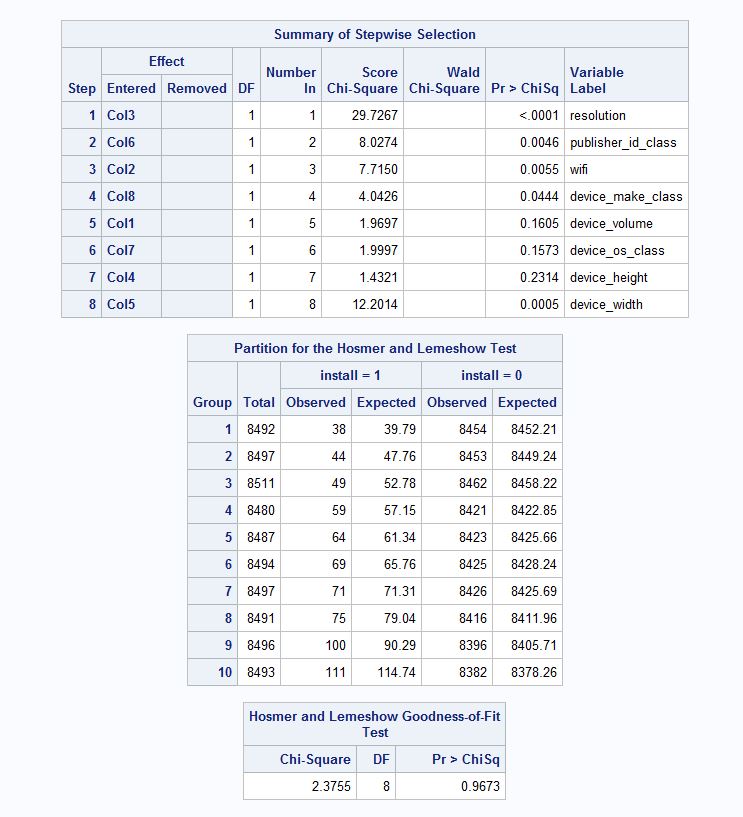 Summary of Stepwise Selection
Effect
Step Entered Removed DF Number In Score Chi-Square Wald Chi-Square Pr > ChiSq Variable Label
1 Col3 1 1 29.7267 <.0001 resolution
2 Col6 1 2 8.0274 0.0046 publisher_id_class
3 Col2 1 3 7.7150 0.0055 wifi
4 Col8 1 4 4.0426 0.0444 device_make_class
5 Col1 1 5 1.9697 0.1605 device_volume
6 Col7 1 6 1.9997 0.1573 device_os_class
7 Col4 1 7 1.4321 0.2314 device_height
8 Col5 1 8 12.2014 0.0005 device_width
Partition for the Hosmer and Lemeshow Test
install = 1 install = 0
Group Total Observed Expected Observed Expected
1 8492 38 39.79 8454 8452.21
2 8497 44 47.76 8453 8449.24
3 8511 49 52.78 8462 8458.22
4 8480 59 57.15 8421 8422.85
5 8487 64 61.34 8423 8425.66
6 8494 69 65.76 8425 8428.24
7 8497 71 71.31 8426 8425.69
8 8491 75 79.04 8416 8411.96
9 8496 100 90.29 8396 8405.71
10 8493 111 114.74 8382 8378.26
Hosmer and Lemeshow Goodness-of-Fit
Test
Chi-Square DF Pr > ChiSq
2.3755 8 0.9673